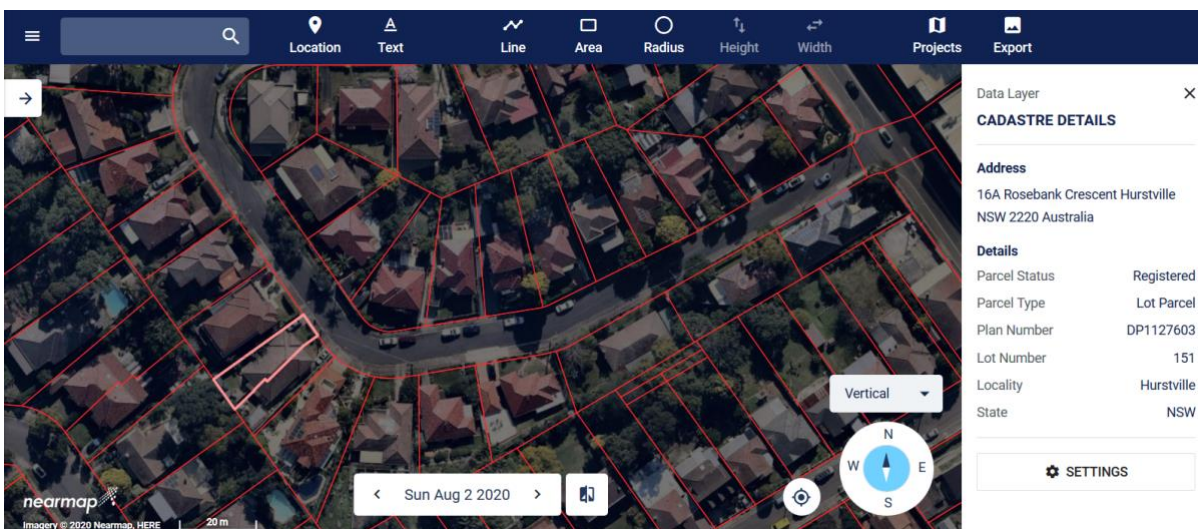 Location
Text
Line
Area
Radius
Height
Width
Projects
Export
Data Layer
CADASTRE DETAILS
Address
16A Rosebank Crescent Hurstville
NSW 2220 Australia
Details
Parcel Status Registered
Parcel Type Lot Parcel
Plan Number DP1127603
Lot Number 151
Locality Hurstville
State NSW
SETTINGS
Vertical
N
W E
S
Sun Aug 2 2020
nearmap
Imagery © 2020 Nearmap, HERE 20 m